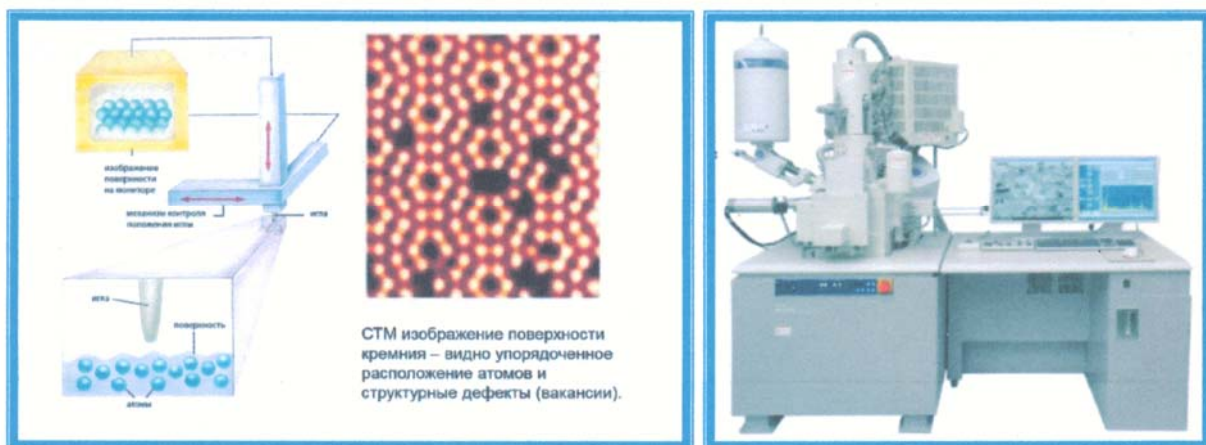 изображение
поверхности
на мониторе
механизм контроля
положения иглы
игла
игла
поверхность
атомы
СТМ изображение поверхности
кремния – видно упорядоченное
расположение атомов и
структурные дефекты (вакансии).